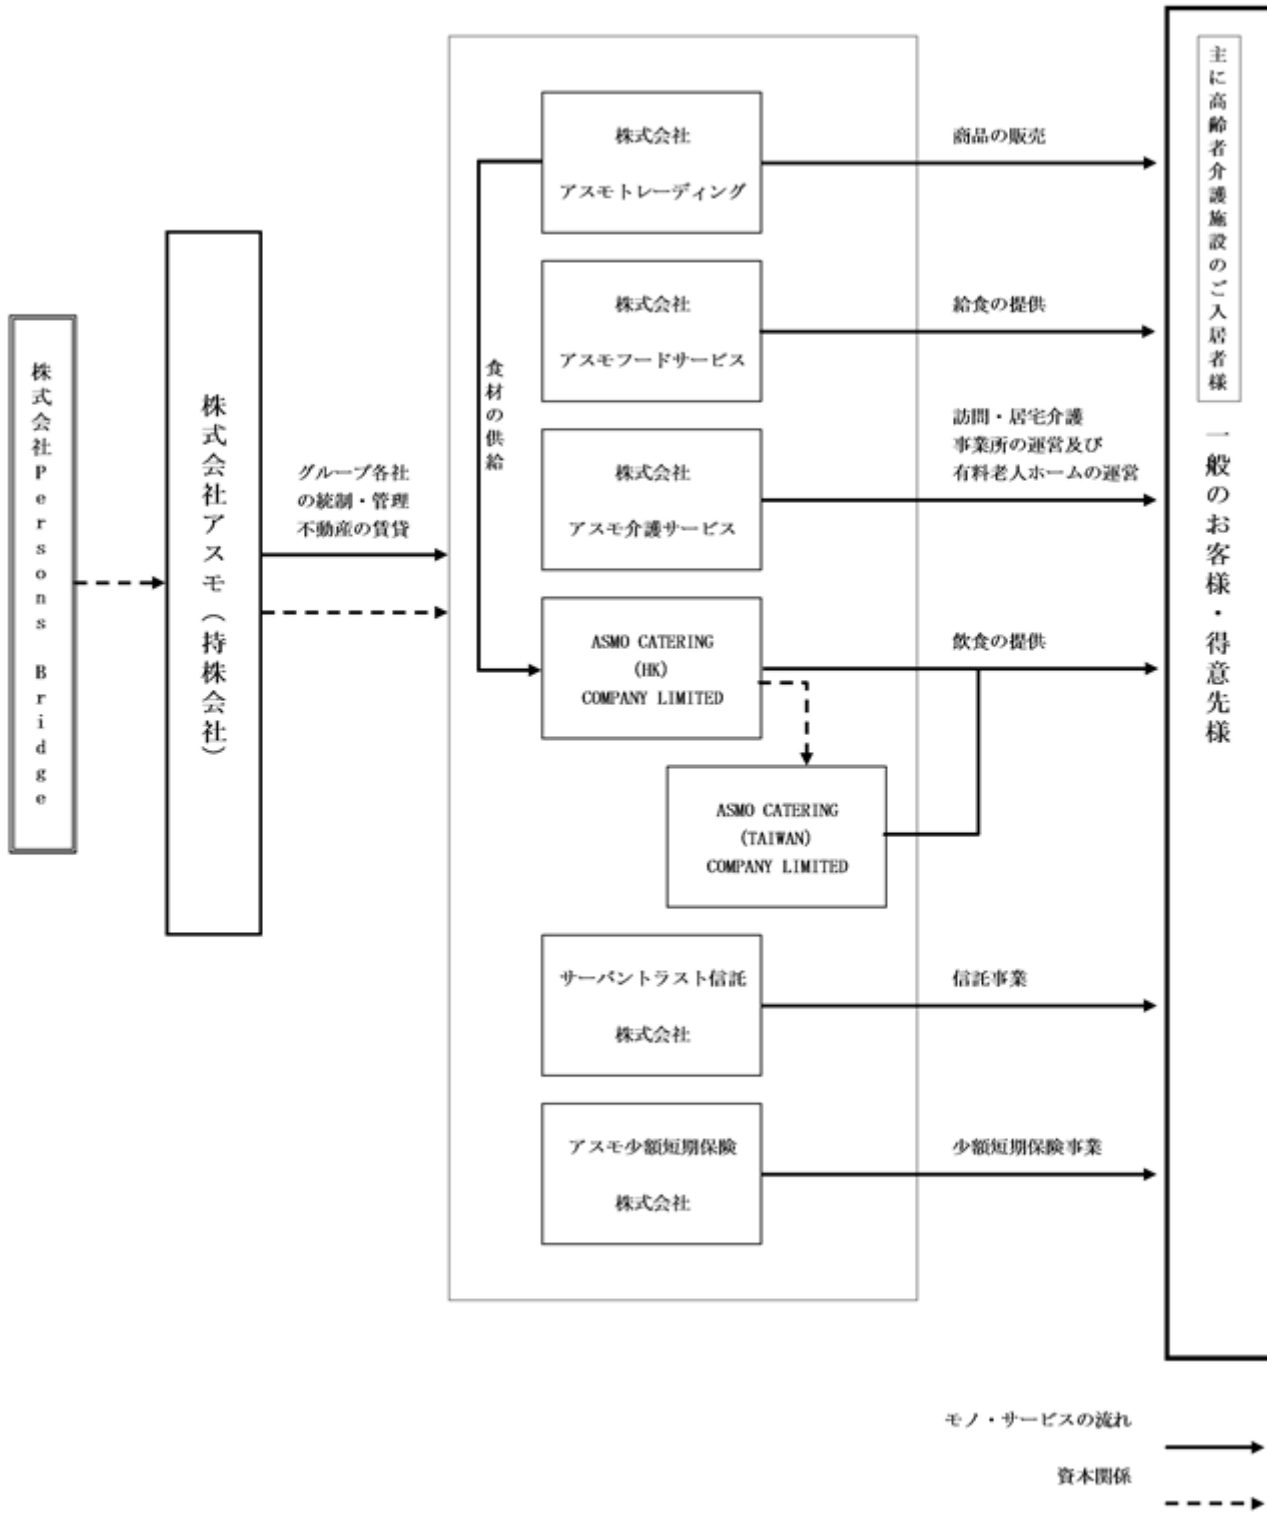 株式会社Persons Bridge
株式会社アスモ（持株会社）
グループ各社
の統制・管理
不動産の賃貸
食材の供給
株式会社
アスモトレーディング
商品の販売
株式会社
アスモフードサービス
給食の提供
株式会社
アスモ介護サービス
訪問・居宅介護
事業所の運営及び
有料老人ホームの運営
ASMO CATERING
(HK)
COMPANY LIMITED
飲食の提供
ASMO CATERING
(TAIWAN)
COMPANY LIMITED
サーバントラスト信託
株式会社
信託事業
アスモ少額短期保険
株式会社
少額短期保険事業
主に高齢者介護施設のご入居者様
一般のお客様・得意先様
モノ・サービスの流れ
資本関係